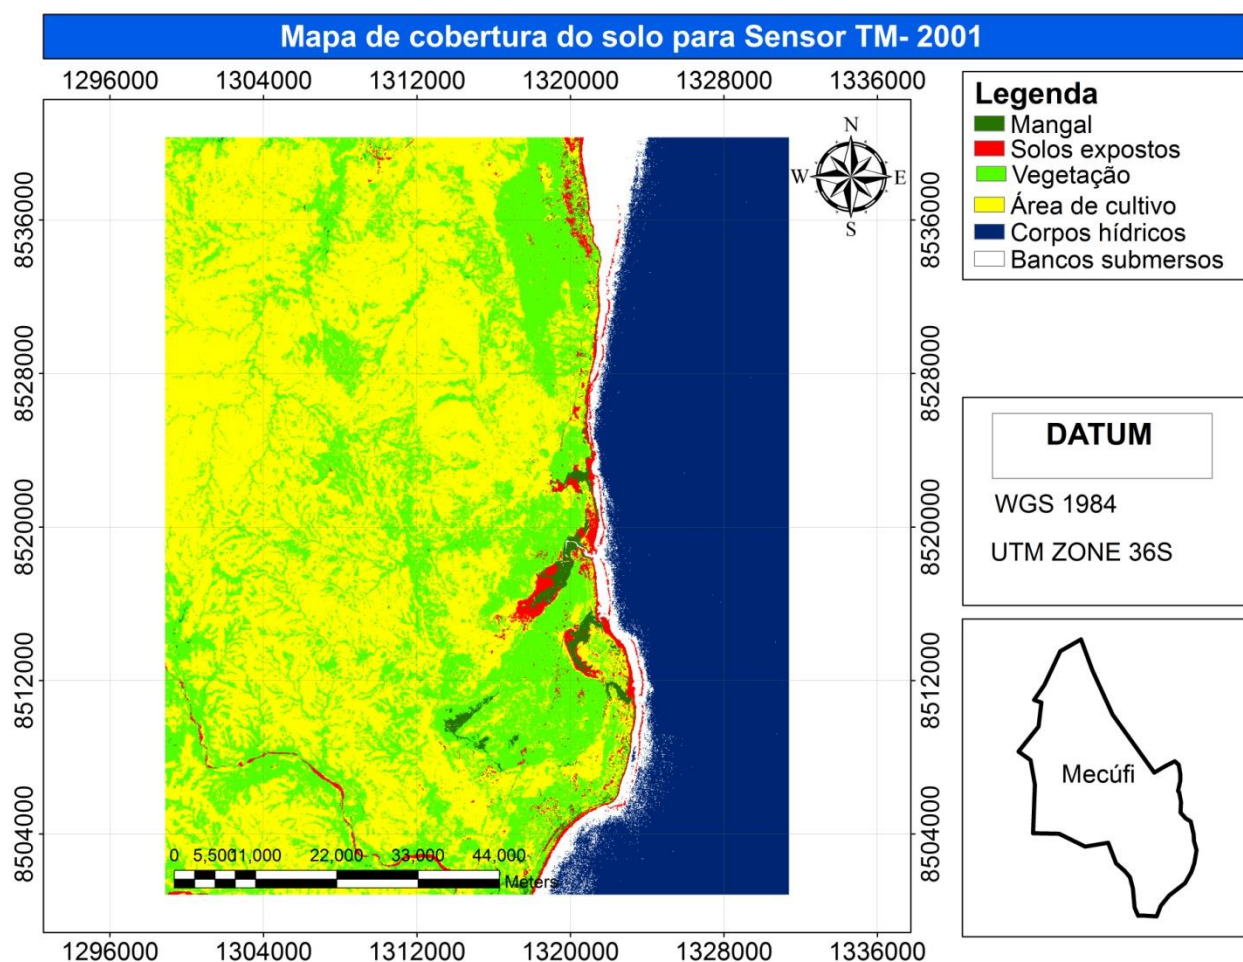 Mapa de cobertura do solo para Sensor TM- 2001
1296000 1304000 1312000 1320000 1328000 1336000
Legenda
Mangal
Solos expostos
Vegetação
Área de cultivo
Corpos hídricos
Bancos submersos
N
W E
S
8536000 8536000
8528000 8528000
8520000 8520000
8512000 8512000
8504000 8504000
DATUM
WGS 1984
UTM ZONE 36S
Mecúfi
0 5,50011,000 22,000 33,000 44,000
Meters
1296000 1304000 1312000 1320000 1328000 1336000